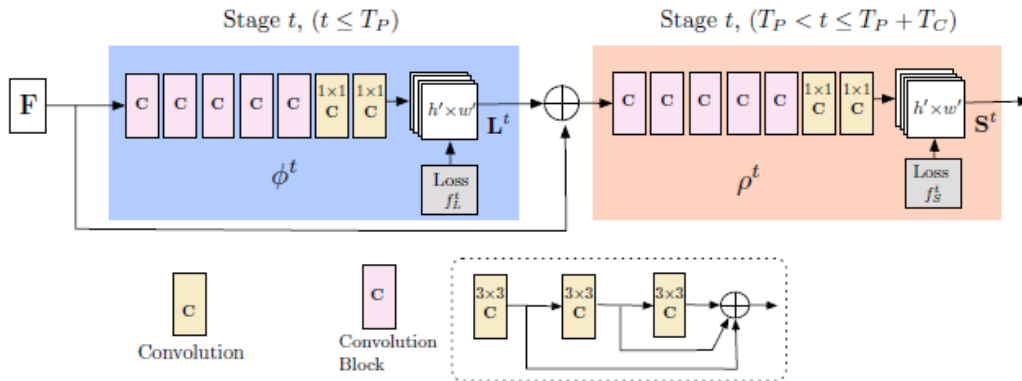 Stage t, (t ≤ T_P)
Stage t, (T_P < t ≤ T_P + T_C)
F
C C C C C 1×1 C 1×1 C
h′×w′
L^t
Loss
f_L^t
ϕ^t
C C C C C 1×1 C 1×1 C
h′×w′
S^t
Loss
f_S^t
ρ^t
C
Convolution
C
Convolution
Block
3×3 3×3 3×3
C C C